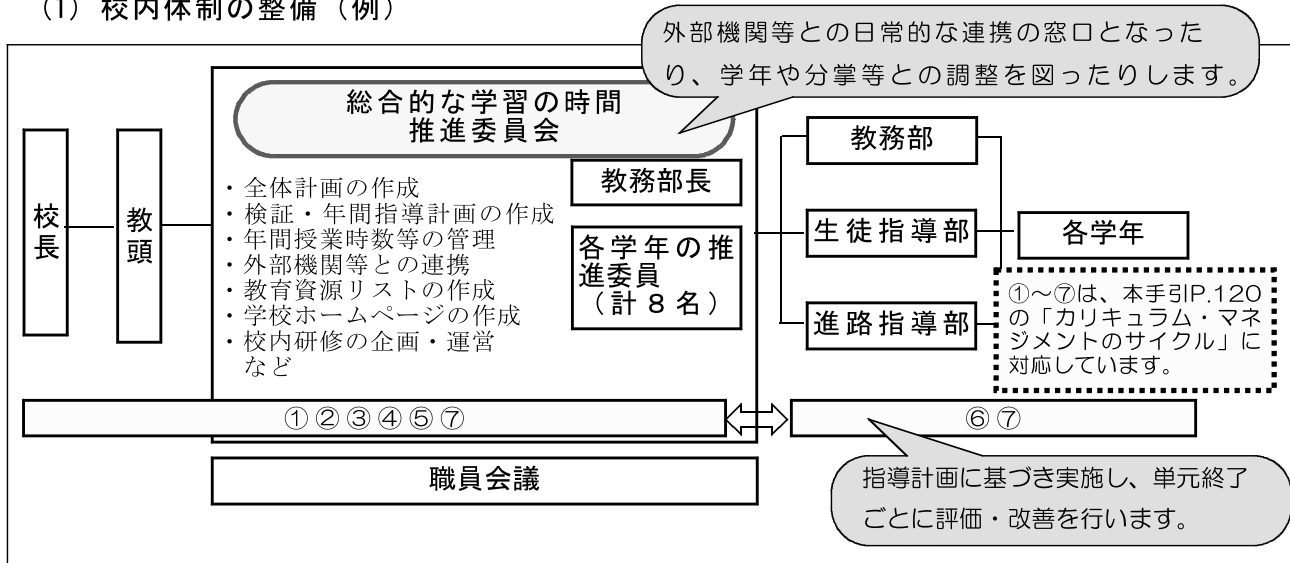 (1) 校内体制の整備（例）
外部機関等との日常的な連携の窓口となった
り、学年や分掌等との調整を図ったりします。
総合的な学習の時間
推進委員会
校長
教頭
・全体計画の作成
・検証・年間指導計画の作成
・年間授業時数等の管理
・外部機関等との連携
・教育資源リストの作成
・学校ホームページの作成
・校内研修の企画・運営
など
教務部長
各学年の推
進委員
（計８名）
教務部
生徒指導部
進路指導部
各学年
①～⑦は、本手引P.120
の「カリキュラム・マネ
ジメントのサイクル」に
対応しています。
①②③④⑤⑦
⑥⑦
職員会議
指導計画に基づき実施し、単元終了
ごとに評価・改善を行います。